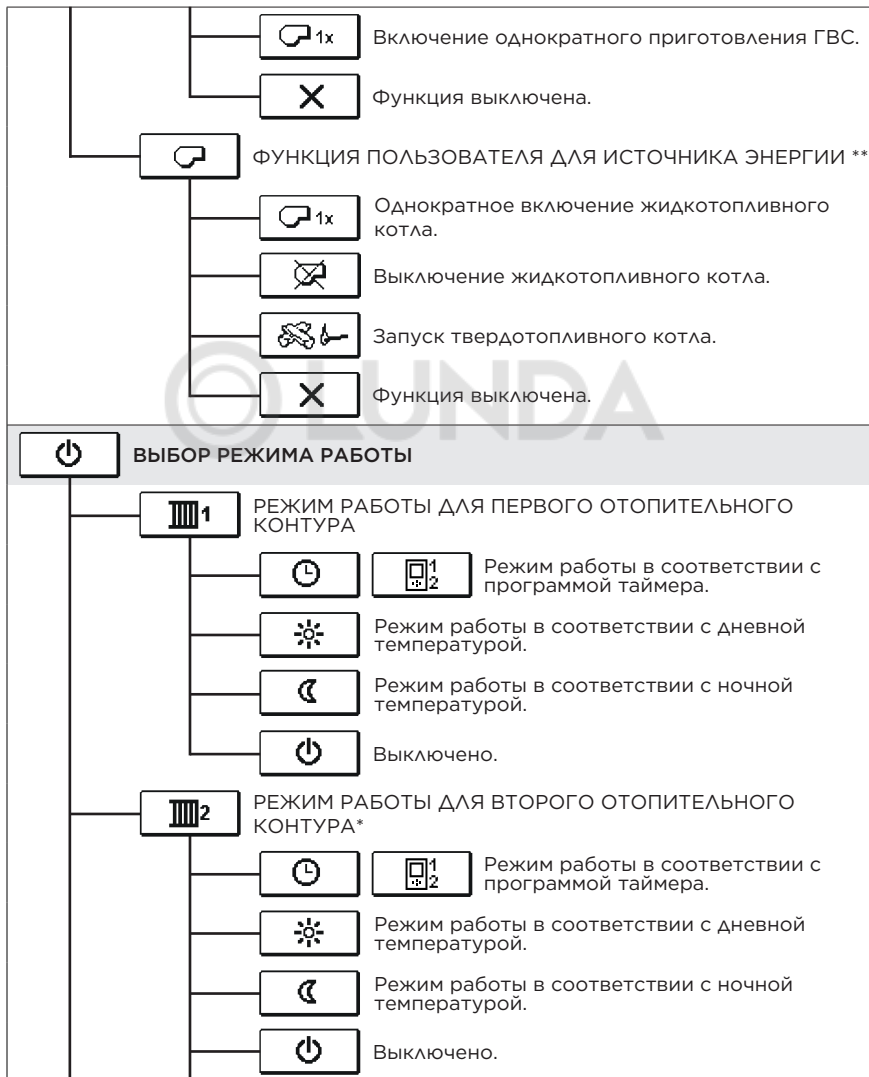 1x Включение однократного приготовления ГВС.
Функция выключена.
ФУНКЦИЯ ПОЛЬЗОВАТЕЛЯ ДЛЯ ИСТОЧНИКА ЭНЕРГИИ **
1x Однократное включение жидкотопливного
котла.
Выключение жидкотопливного котла.
Запуск твердотопливного котла.
LUNDA
Функция выключена.
ВЫБОР РЕЖИМА РАБОТЫ
1 РЕЖИМ РАБОТЫ ДЛЯ ПЕРВОГО ОТОПИТЕЛЬНОГО
КОНТУРА
1 2 Режим работы в соответствии с
программой таймера.
Режим работы в соответствии с дневной
температурой.
Режим работы в соответствии с ночной
температурой.
Выключено.
2 РЕЖИМ РАБОТЫ ДЛЯ ВТОРОГО ОТОПИТЕЛЬНОГО
КОНТУРА*
1 2 Режим работы в соответствии с
программой таймера.
Режим работы в соответствии с дневной
температурой.
Режим работы в соответствии с ночной
температурой.
Выключено.